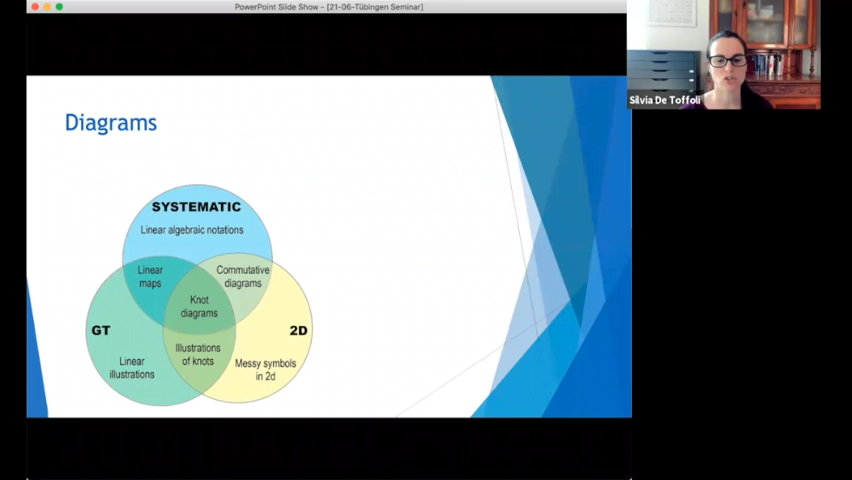 PowerPoint Slide Show - [21-06-Tübingen Seminar]
Silvia De Toffoli
Diagrams
SYSTEMATIC
Linear algebraic notations
Linear
maps
Commutative
diagrams
Knot
diagrams
GT
2D
Illustrations
of knots
Linear
illustrations
Messy symbols
in 2d